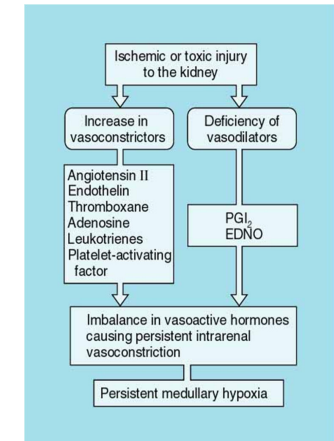 Ischemic or toxic injury
to the kidney
Increase in
vasoconstrictors
Deficiency of
vasodilators
Angiotensin II
Endothelin
Thromboxane
Adenosine
Leukotrienes
Platelet-activating
factor
PGI₂
EDNO
Imbalance in vasoactive hormones
causing persistent intrarenal
vasoconstriction
Persistent medullary hypoxia